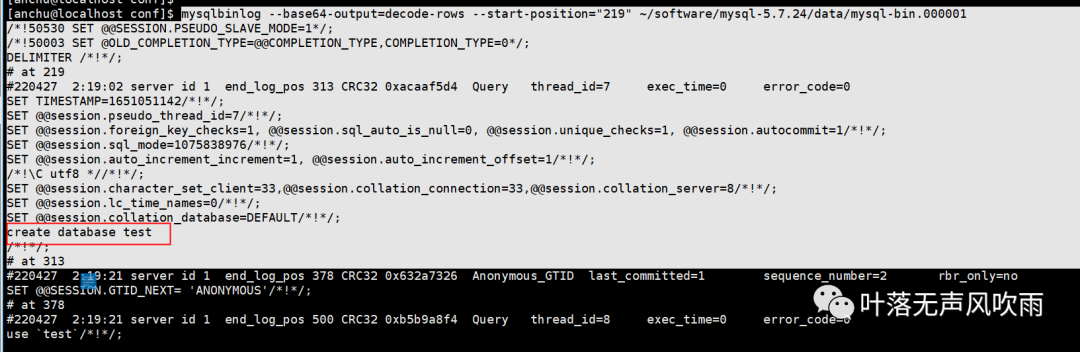 [anchu@localhost conf]$
[anchu@localhost conf]$ mysqlbinlog --base64-output=decode-rows --start-position="219" ~/software/mysql-5.7.24/data/mysql-bin.000001
/*!50530 SET @@SESSION.PSEUDO_SLAVE_MODE=1*/;
/*!50003 SET @OLD_COMPLETION_TYPE=@@COMPLETION_TYPE,COMPLETION_TYPE=0*/;
DELIMITER /*!*/;
# at 219
#220427  2:19:02 server id 1  end_log_pos 313 CRC32 0xacaaf5d4  Query   thread_id=7     exec_time=0     error_code=0
SET TIMESTAMP=1651051142/*!*/;
SET @@session.pseudo_thread_id=7/*!*/;
SET @@session.foreign_key_checks=1, @@session.sql_auto_is_null=0, @@session.unique_checks=1, @@session.autocommit=1/*!*/;
SET @@session.sql_mode=1075838976/*!*/;
SET @@session.auto_increment_increment=1, @@session.auto_increment_offset=1/*!*/;
/*!\C utf8 *//*!*/;
SET @@session.character_set_client=33,@@session.collation_connection=33,@@session.collation_server=8/*!*/;
SET @@session.lc_time_names=0/*!*/;
SET @@session.collation_database=DEFAULT/*!*/;
create database test
/*!*/;
# at 313
#220427  2:19:21 server id 1  end_log_pos 378 CRC32 0x632a7326  Anonymous_GTID  last_committed=1        sequence_number=2       rbr_only=no
SET @@SESSION.GTID_NEXT= 'ANONYMOUS'/*!*/;
# at 378
#220427  2:19:21 server id 1  end_log_pos 500 CRC32 0xb5b9a8f4  Query   thread_id=8     exec_time=0     error_code=0
use `test`/*!*/;
叶落无声风吹雨